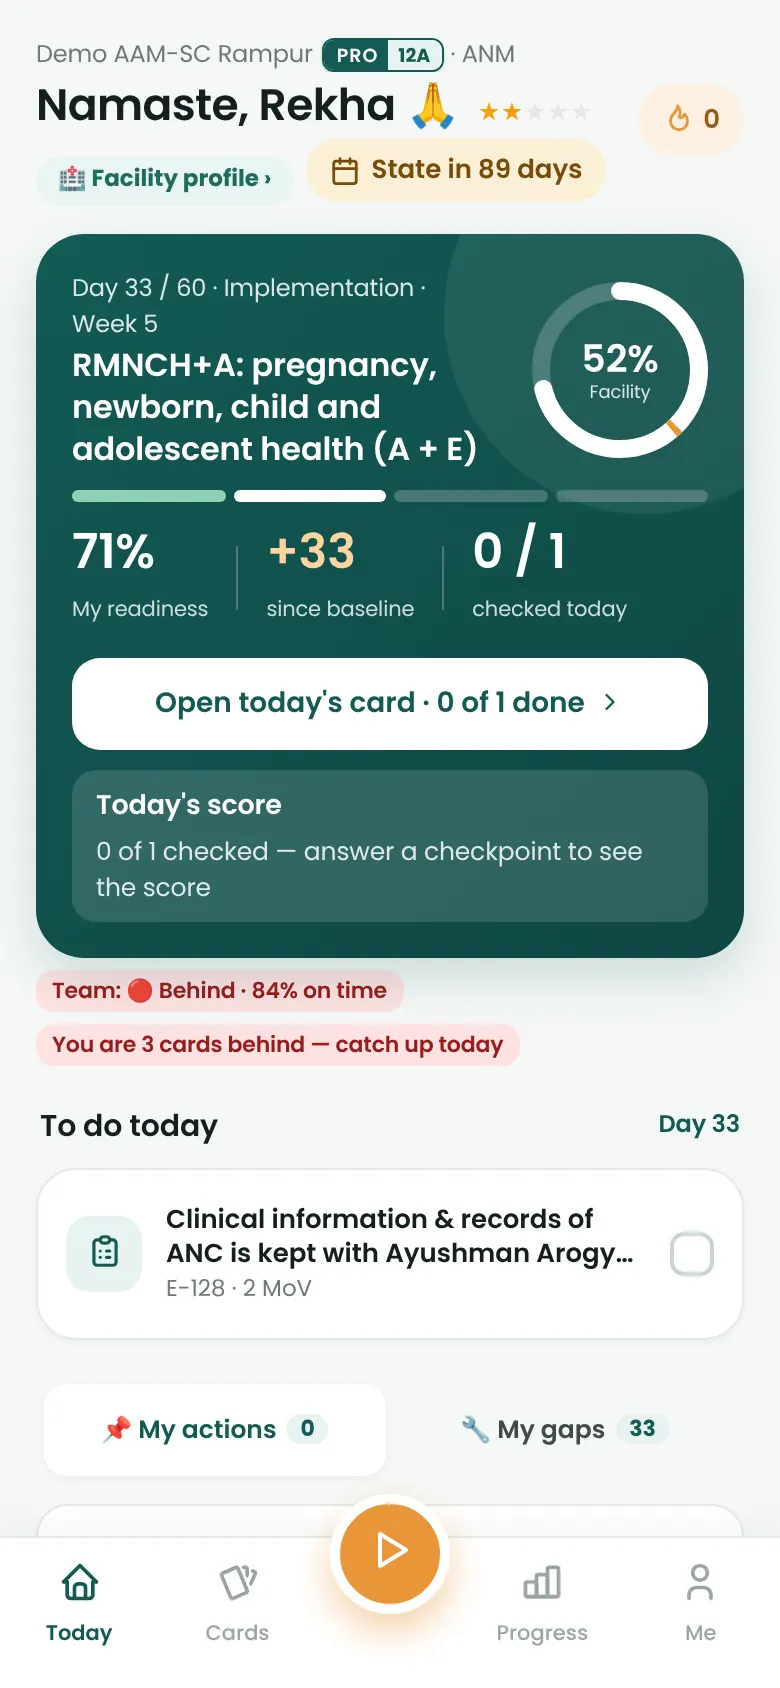 Demo AAM-SC Rampur PRO 12A · ANM
Namaste, Rekha 🙏 ★★★★★
0
🏥 Facility profile ›
State in 89 days
Day 33 / 60 · Implementation ·
Week 5
RMNCH+A: pregnancy,
newborn, child and
adolescent health (A + E)
52%
Facility
71%
My readiness
+33
since baseline
0 / 1
checked today
Open today's card · 0 of 1 done
Today's score
0 of 1 checked — answer a checkpoint to see
the score
Team: 🔴 Behind · 84% on time
You are 3 cards behind — catch up today
To do today
Day 33
Clinical information & records of
ANC is kept with Ayushman Arogy...
E-128 · 2 MoV
📌 My actions 0
🔧 My gaps 33
Today
Cards
Progress
Me